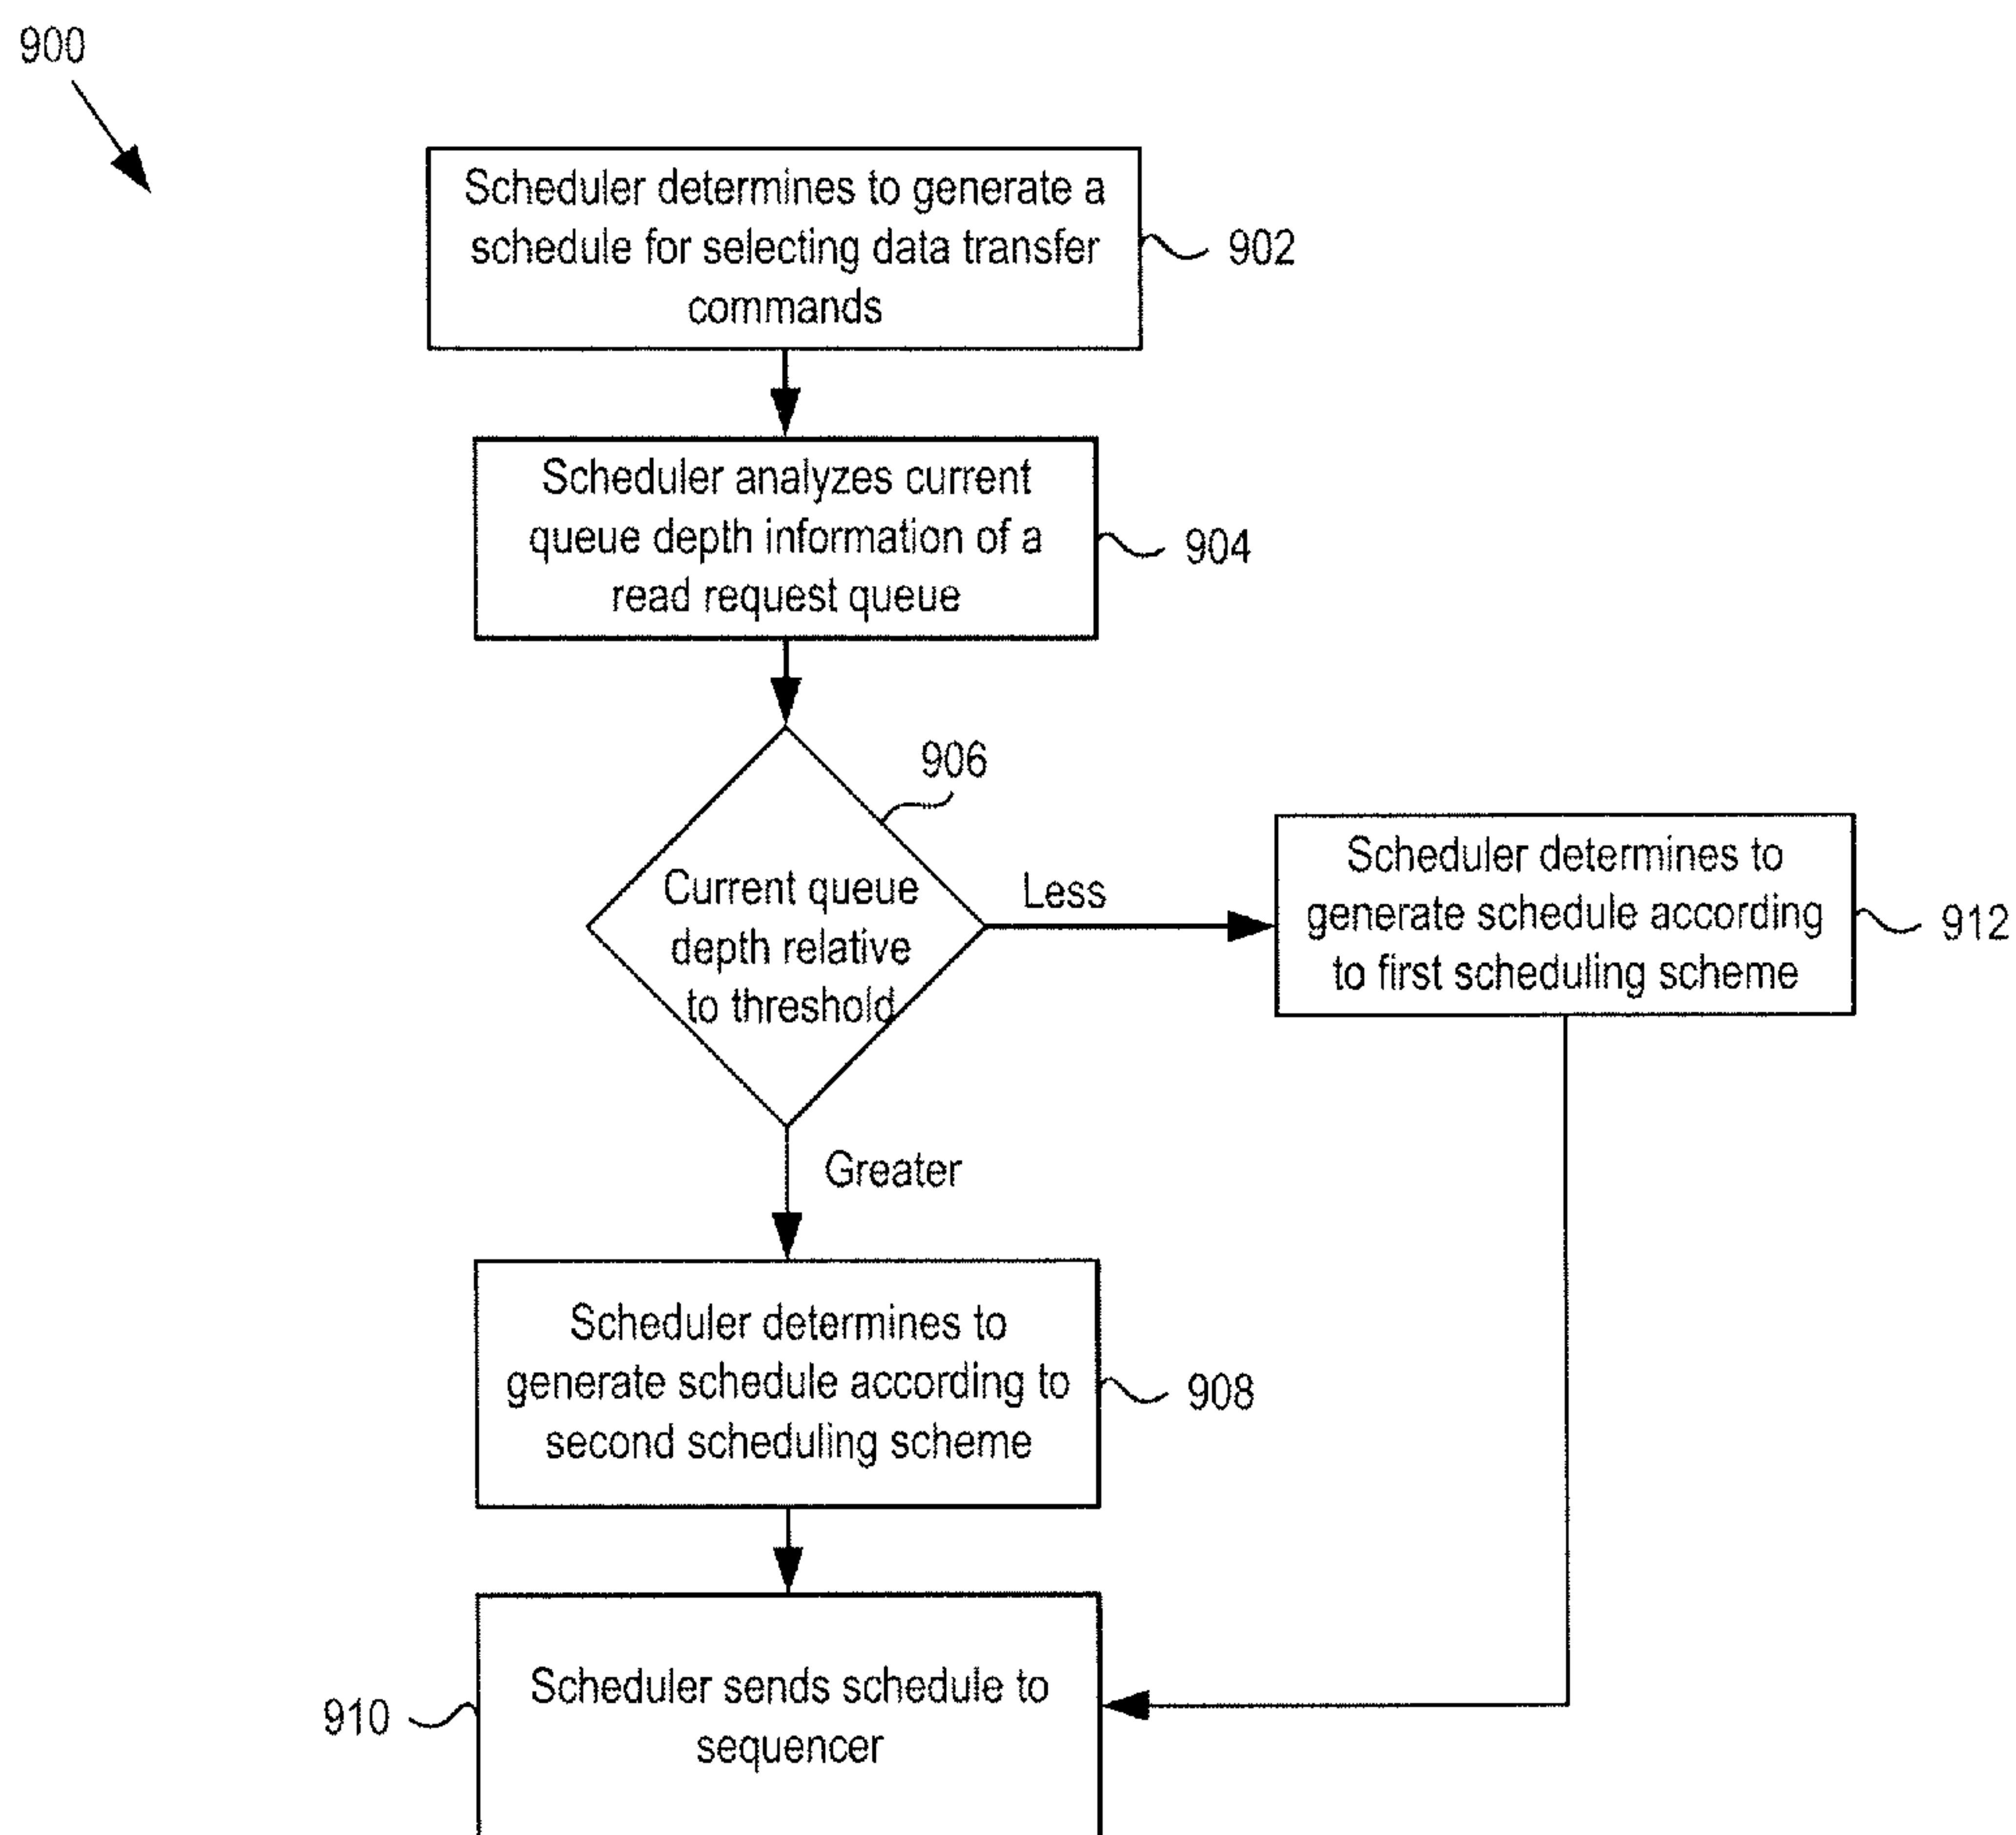 900
Scheduler determines to generate a
schedule for selecting data transfer
commands
902
Scheduler analyzes current
queue depth information of a
read request queue
904
906
Current queue
depth relative
to threshold
Less
Scheduler determines to
generate schedule according
to first scheduling scheme
912
Greater
Scheduler determines to
generate schedule according to
second scheduling scheme
908
Scheduler sends schedule to
sequencer
910